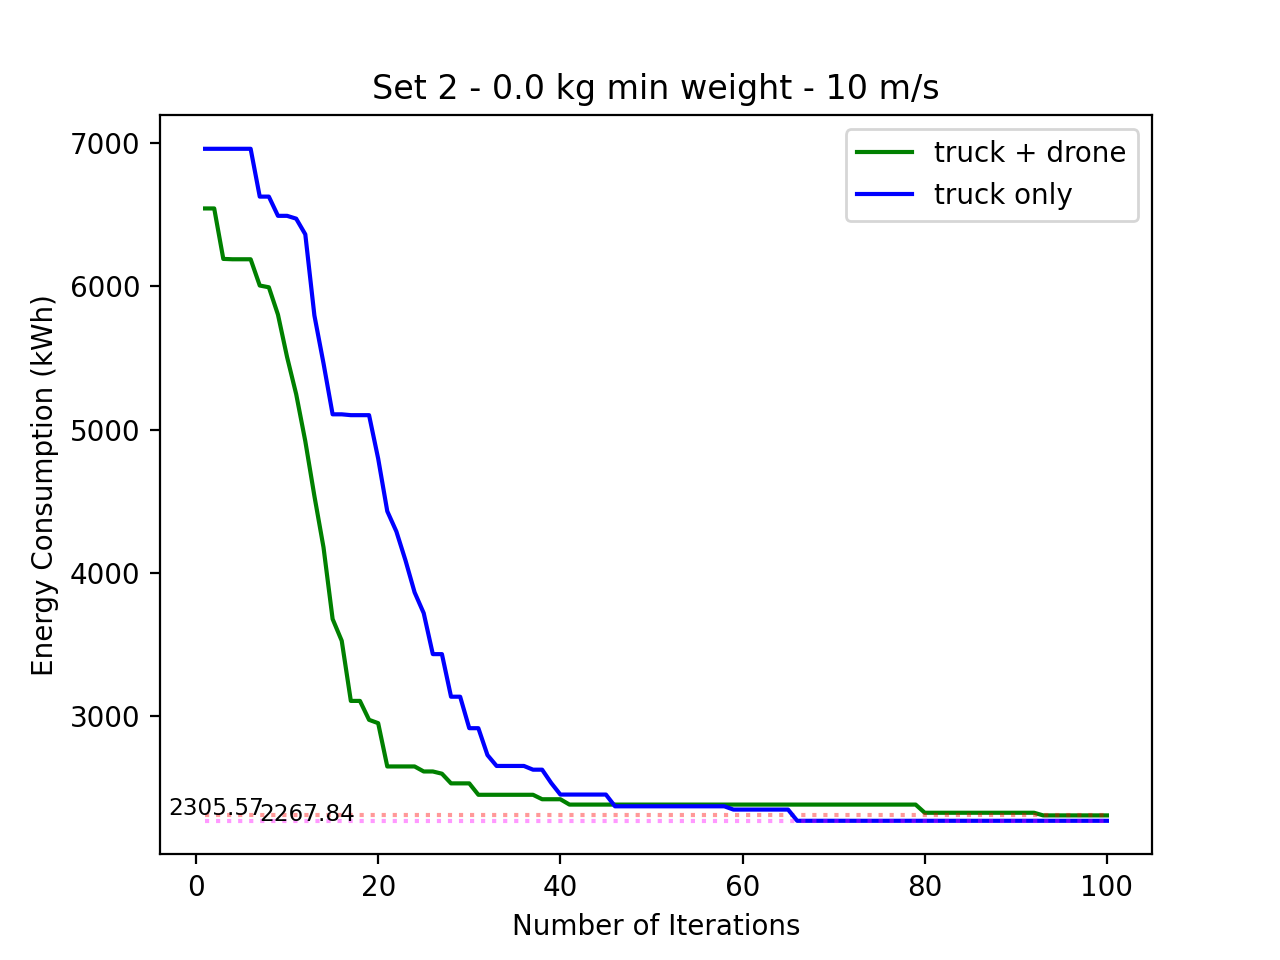 Set 2 - 0.0 kg min weight - 10 m/s
truck + drone
truck only
Energy Consumption (kWh)
7000
6000
5000
4000
3000
2305.57
2267.84
0 20 40 60 80 100
Number of Iterations